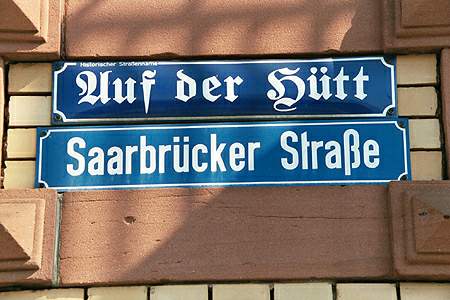 Historischer Straßenname
Auf der Hütt
Saarbrücker Straße